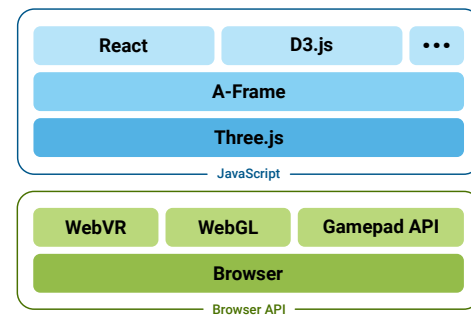 React
D3.js
•••
A-Frame
Three.js
JavaScript
WebVR
WebGL
Gamepad API
Browser
Browser API